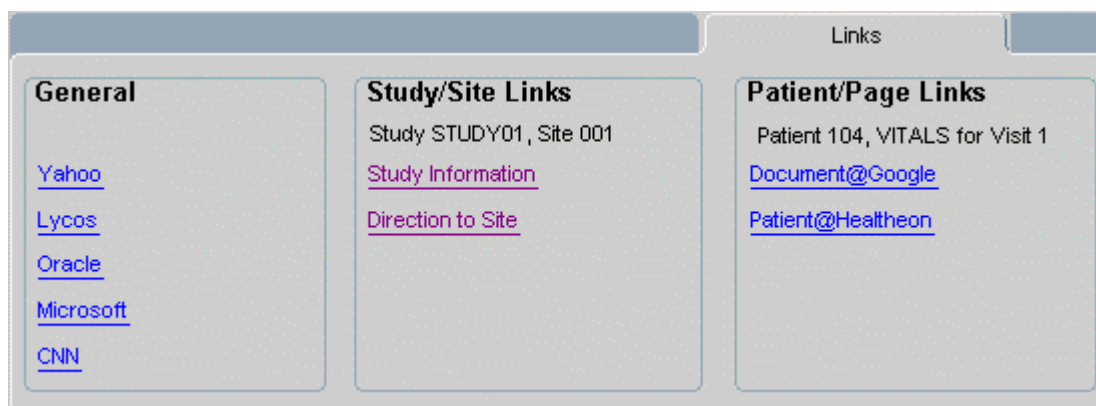 Links
General
Yahoo
Lycos
Oracle
Microsoft
CNN
Study/Site Links
Study STUDY01, Site 001
Study Information
Direction to Site
Patient/Page Links
Patient 104, VITALS for Visit 1
Document@Google
Patient@Healtheon